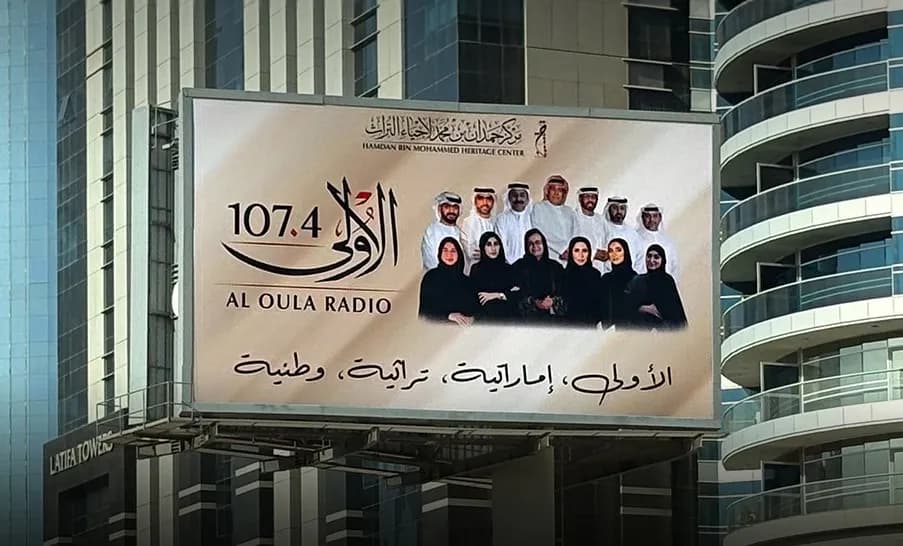 مركز حمدان بن محمد لإحياء التراث
HAMDAN BIN MOHAMMED HERITAGE CENTER
107.4 الأولى
AL OULA RADIO
الأولى، إماراتية، تراثية، وطنية
LATIFA TOWERS